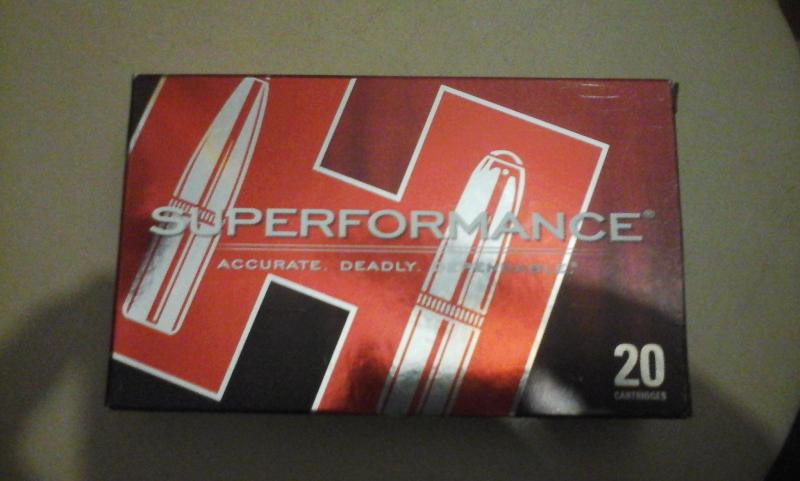 SUPERFORMANCE®
ACCURATE. DEADLY. DEPENDABLE.®
20
CARTRIDGES